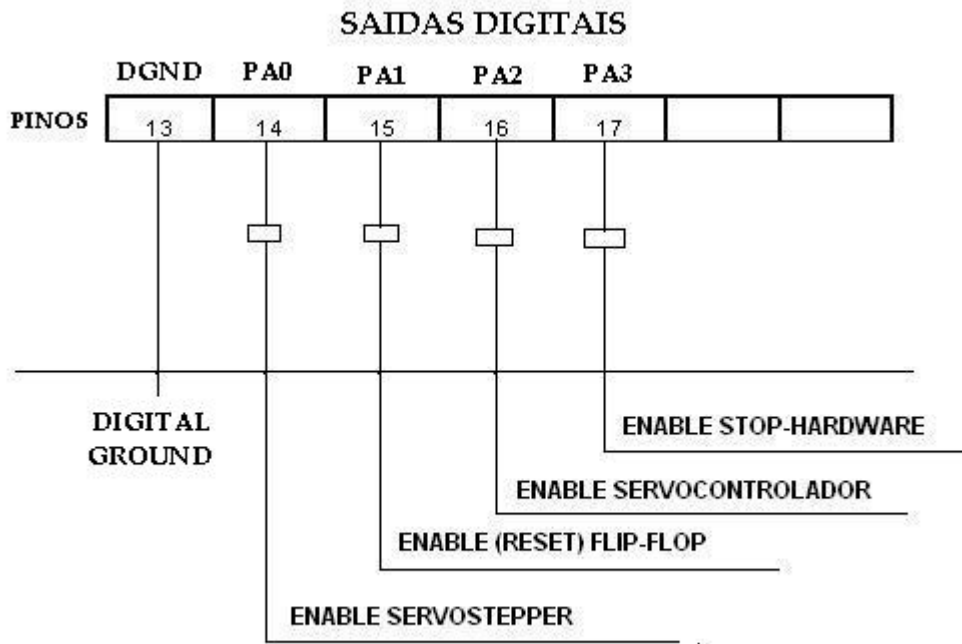 SAIDAS DIGITAIS
DGND PA0 PA1 PA2 PA3
PINOS 13 14 15 16 17
DIGITAL
GROUND
ENABLE STOP-HARDWARE
ENABLE SERVOCONTROLADOR
ENABLE (RESET) FLIP-FLOP
ENABLE SERVOSTEPPER